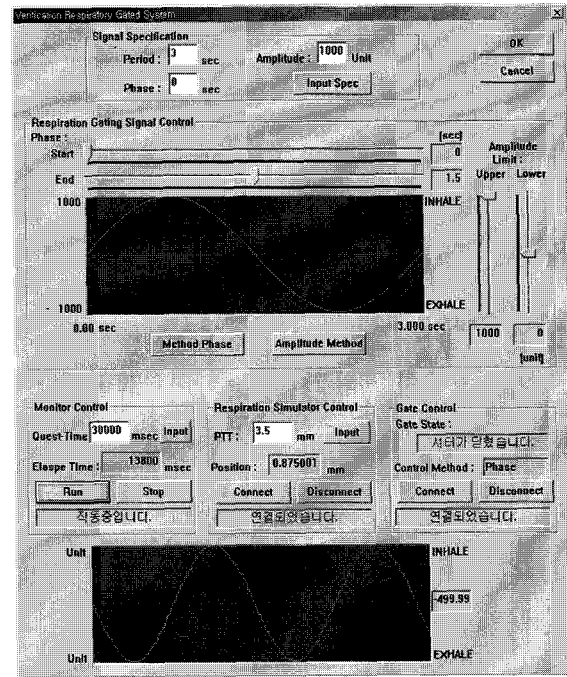 Verification Respiratory Gated System
Signal Specification
Period : 3 sec
Amplitude : 1000 Unit
OK
Phase : 0 sec
Input Spec
Cancel
Respiration Gating Signal Control
Phase :
[sec]
Start
0
End
1.5
Amplitude
Limit :
Upper Lower
1000
INHALE
- 1000
EXHALE
0.00 sec
3.000 sec
Method Phase
Amplitude Method
1000
0
[unit]
Monitor Control
Quest Time 30000 msec Input
Elaspe Time : 13800 msec
Run
Stop
작동중입니다.
Respiration Simulator Control
PTT : 3.5 mm Input
Position : 0.875001 mm
Connect
Disconnect
연결되었습니다.
Gate Control
Gate State :
셔터가 닫혔습니다.
Control Method : Phase
Connect
Disconnect
연결되었습니다.
Unit
INHALE
-499.99
Unit
EXHALE